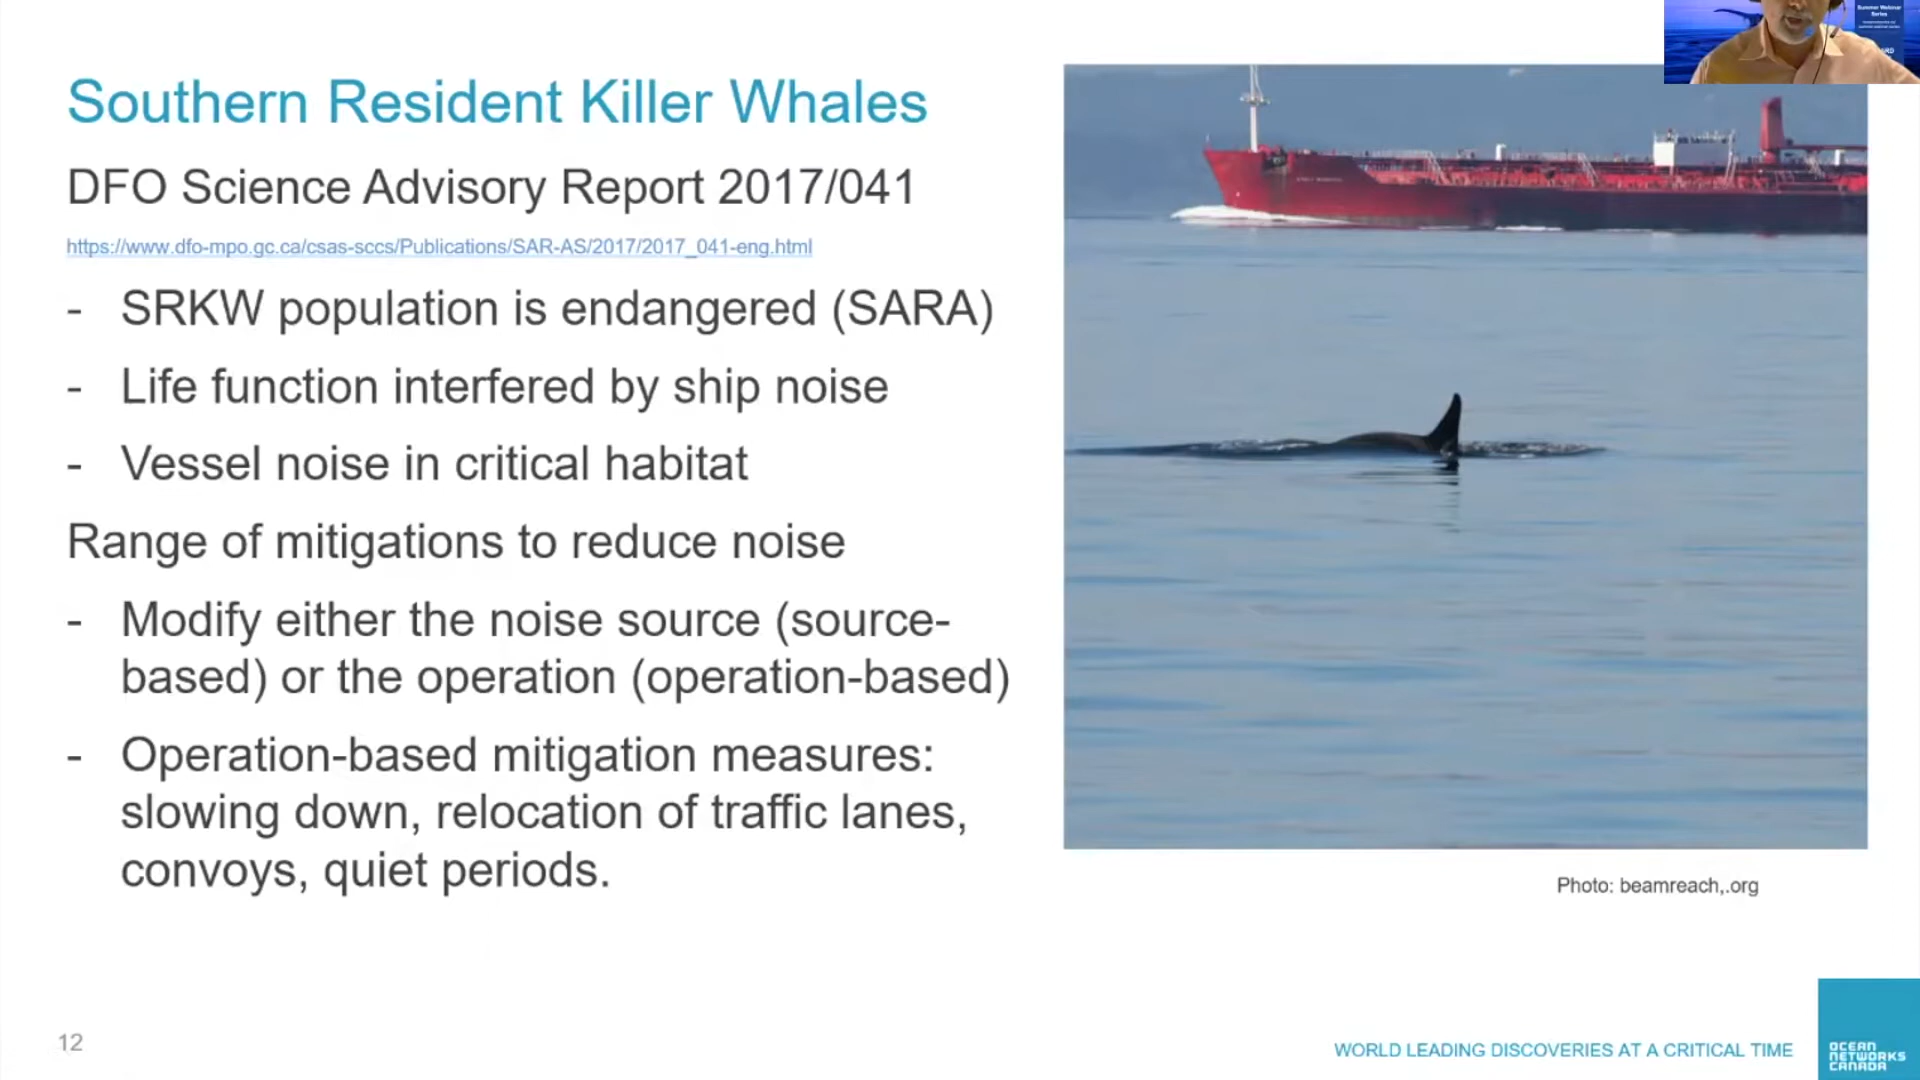 Summer Webinar
Series
Southern Resident Killer Whales
DFO Science Advisory Report 2017/041
https://www.dfo-mpo.gc.ca/csas-sccs/Publications/SAR-AS/2017/2017_041-eng.html
- SRKW population is endangered (SARA)
- Life function interfered by ship noise
- Vessel noise in critical habitat
Range of mitigations to reduce noise
- Modify either the noise source (source-
based) or the operation (operation-based)
- Operation-based mitigation measures:
slowing down, relocation of traffic lanes,
convoys, quiet periods.
Photo: beamreach,.org
12
WORLD LEADING DISCOVERIES AT A CRITICAL TIME
OCEAN
NETWORKS
CANADA